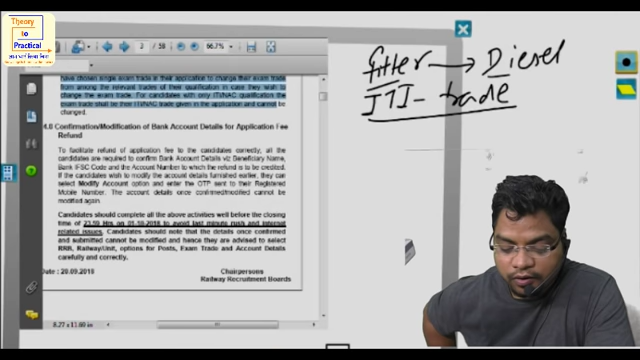 Theory
to
Practical
3 / 58
66.7%
fitter → Diesel
ITI - trade
have chosen single exam trade in their application to change their exam trade
from among the relevant trades of their qualification in case they wish to
change the exam trade. For candidates with only ITI/NAC qualification the
exam trade shall be their ITI/NAC trade given in the application and cannot be
changed.
4.0 Confirmation/Modification of Bank Account Details for Application Fee
Refund
To facilitate refund of application fee to the candidates correctly, all the
candidates are required to confirm Bank Account Details viz Beneficiary Name,
Bank IFSC Code and the Account Number to which the refund is to be credited.
If the candidates wish to modify the account details furnished earlier, they can
select Modify Account option and enter the OTP sent to their Registered
Mobile Number. The account details once confirmed/modified cannot be
modified again.
Candidates should complete all the above activities well before the closing
time of 23.59 Hrs on 01-10-2018 to avoid last minute rush and internet
related issues. Candidates should note that the details once confirmed
and submitted cannot be modified and hence they are advised to select
RRB, Railway/Unit, options for Posts, Exam Trade and Account Details
carefully and correctly.
Date : 20.09.2018 Chairpersons
Railway Recruitment Boards
8.27 x 11.60 in